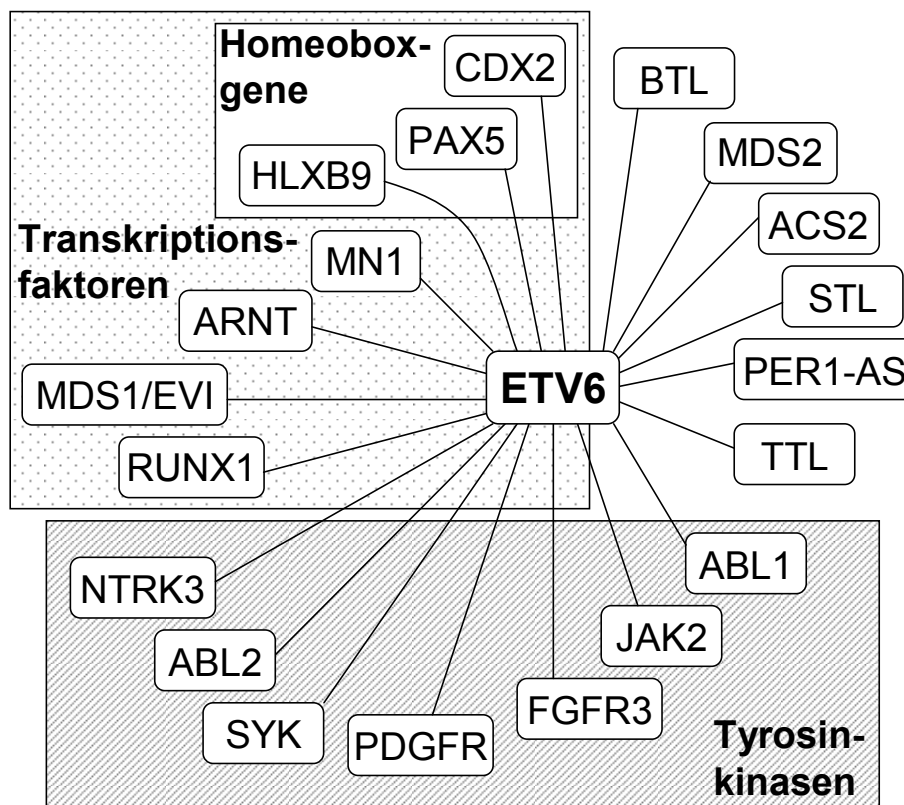 Homeobox-
gene
CDX2
PAX5
HLXB9
BTL
MDS2
ACS2
STL
PER1-AS
TTL
Transkriptions-
faktoren
MN1
ARNT
MDS1/EVI
RUNX1
ETV6
NTRK3
ABL2
SYK
PDGFR
FGFR3
JAK2
ABL1
Tyrosin-
kinasen